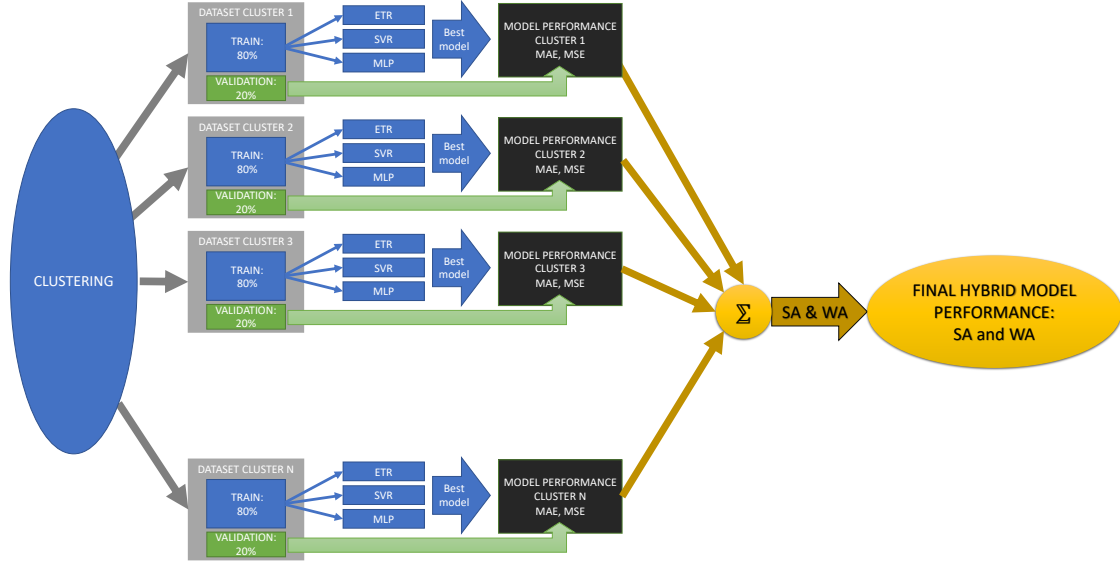 CLUSTERING
DATASET CLUSTER 1
TRAIN:
80%
VALIDATION:
20%
ETR
SVR
MLP
Best
model
MODEL PERFORMANCE
CLUSTER 1
MAE, MSE
DATASET CLUSTER 2
TRAIN:
80%
VALIDATION:
20%
ETR
SVR
MLP
Best
model
MODEL PERFORMANCE
CLUSTER 2
MAE, MSE
DATASET CLUSTER 3
TRAIN:
80%
VALIDATION:
20%
ETR
SVR
MLP
Best
model
MODEL PERFORMANCE
CLUSTER 3
MAE, MSE
DATASET CLUSTER N
TRAIN:
80%
VALIDATION:
20%
ETR
SVR
MLP
Best
model
MODEL PERFORMANCE
CLUSTER N
MAE, MSE
Σ
SA & WA
FINAL HYBRID MODEL
PERFORMANCE:
SA and WA